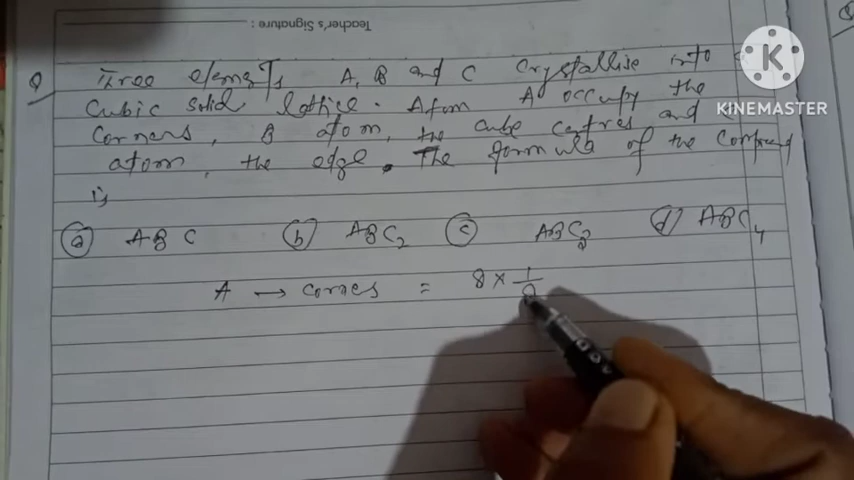 Teacher's Signature :
K
KINEMASTER
Q Three elements A, B and C Crystallise into
Cubic solid lattice. Atom A occupy the
Corners, B atom, the cube centres and
atom, the edge. The formula of the compound
is
(a) ABC (b) ABC2 (c) ABC3 (d) ABC4
A → corners = 8 × 1/8